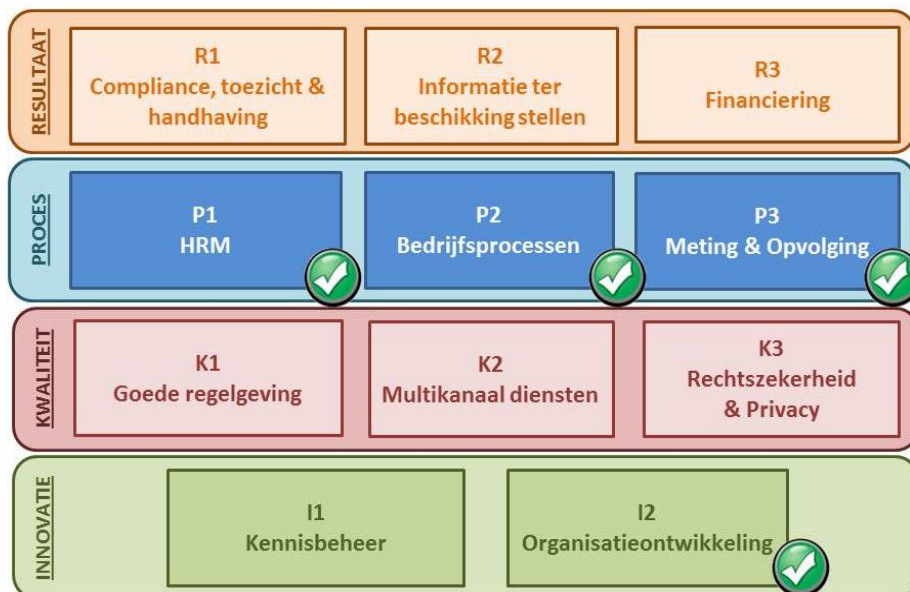 RESULTAAT
R1
Compliance, toezicht &
handhaving
R2
Informatie ter
beschikking stellen
R3
Financiering
PROCES
P1
HRM
P2
Bedrijfsprocessen
P3
Meting & Opvolging
KWALITEIT
K1
Goede regelgeving
K2
Multikanaal diensten
K3
Rechtszekerheid
& Privacy
INNOVATIE
I1
Kennisbeheer
I2
Organisatieontwikkeling